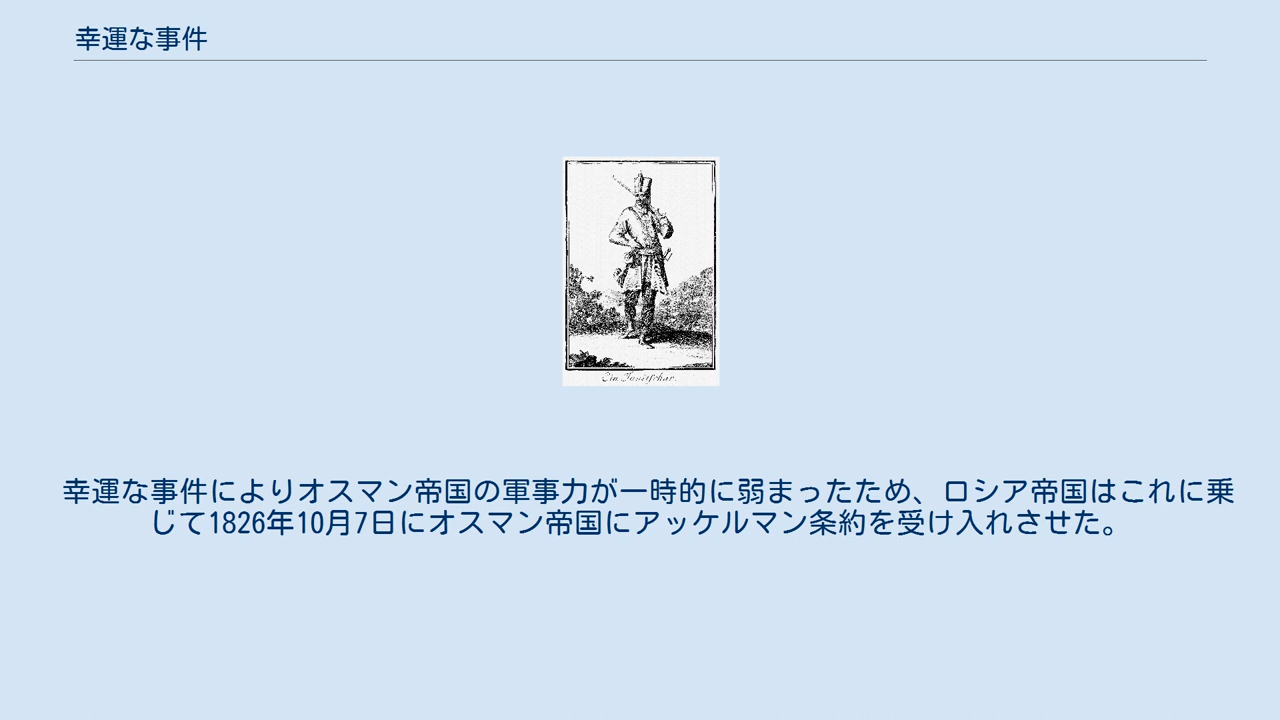 幸運な事件
Ein Janitschar.
幸運な事件によりオスマン帝国の軍事力が一時的に弱まったため、ロシア帝国はこれに乗
じて1826年10月7日にオスマン帝国にアッケルマン条約を受け入れさせた。